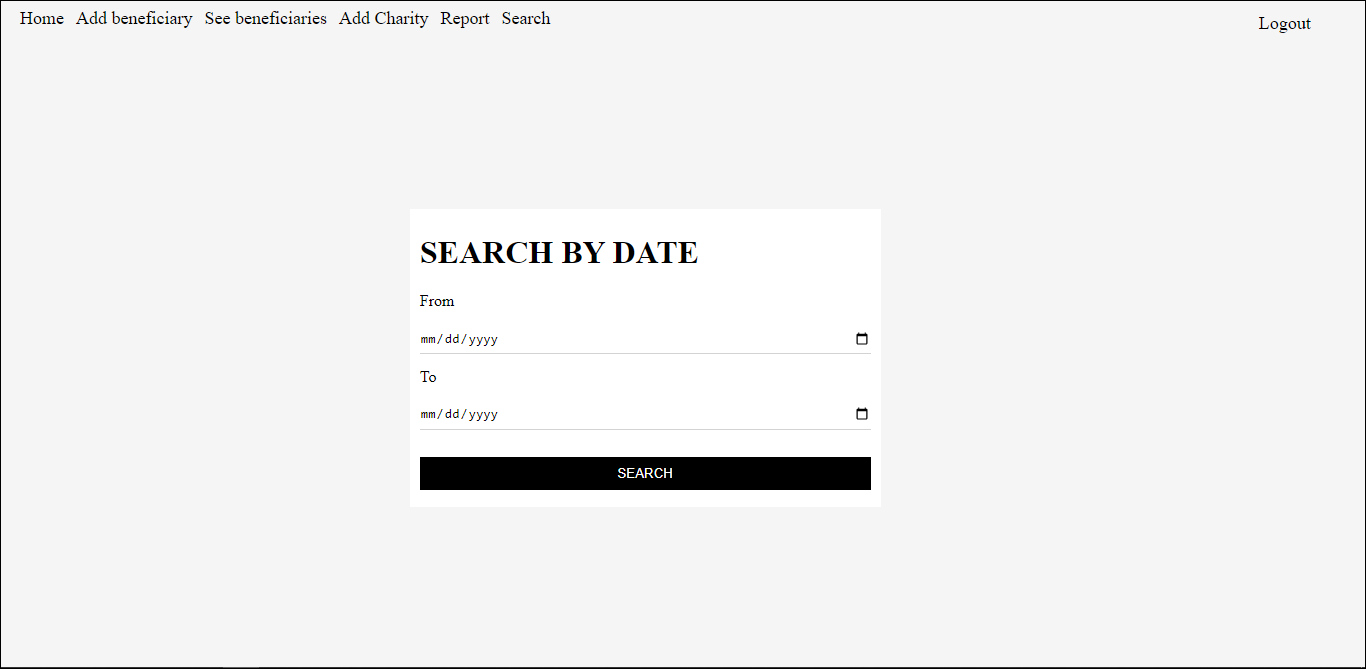 Home Add beneficiary See beneficiaries Add Charity Report Search Logout
SEARCH BY DATE
From
mm/dd/yyyy
To
mm/dd/yyyy
SEARCH